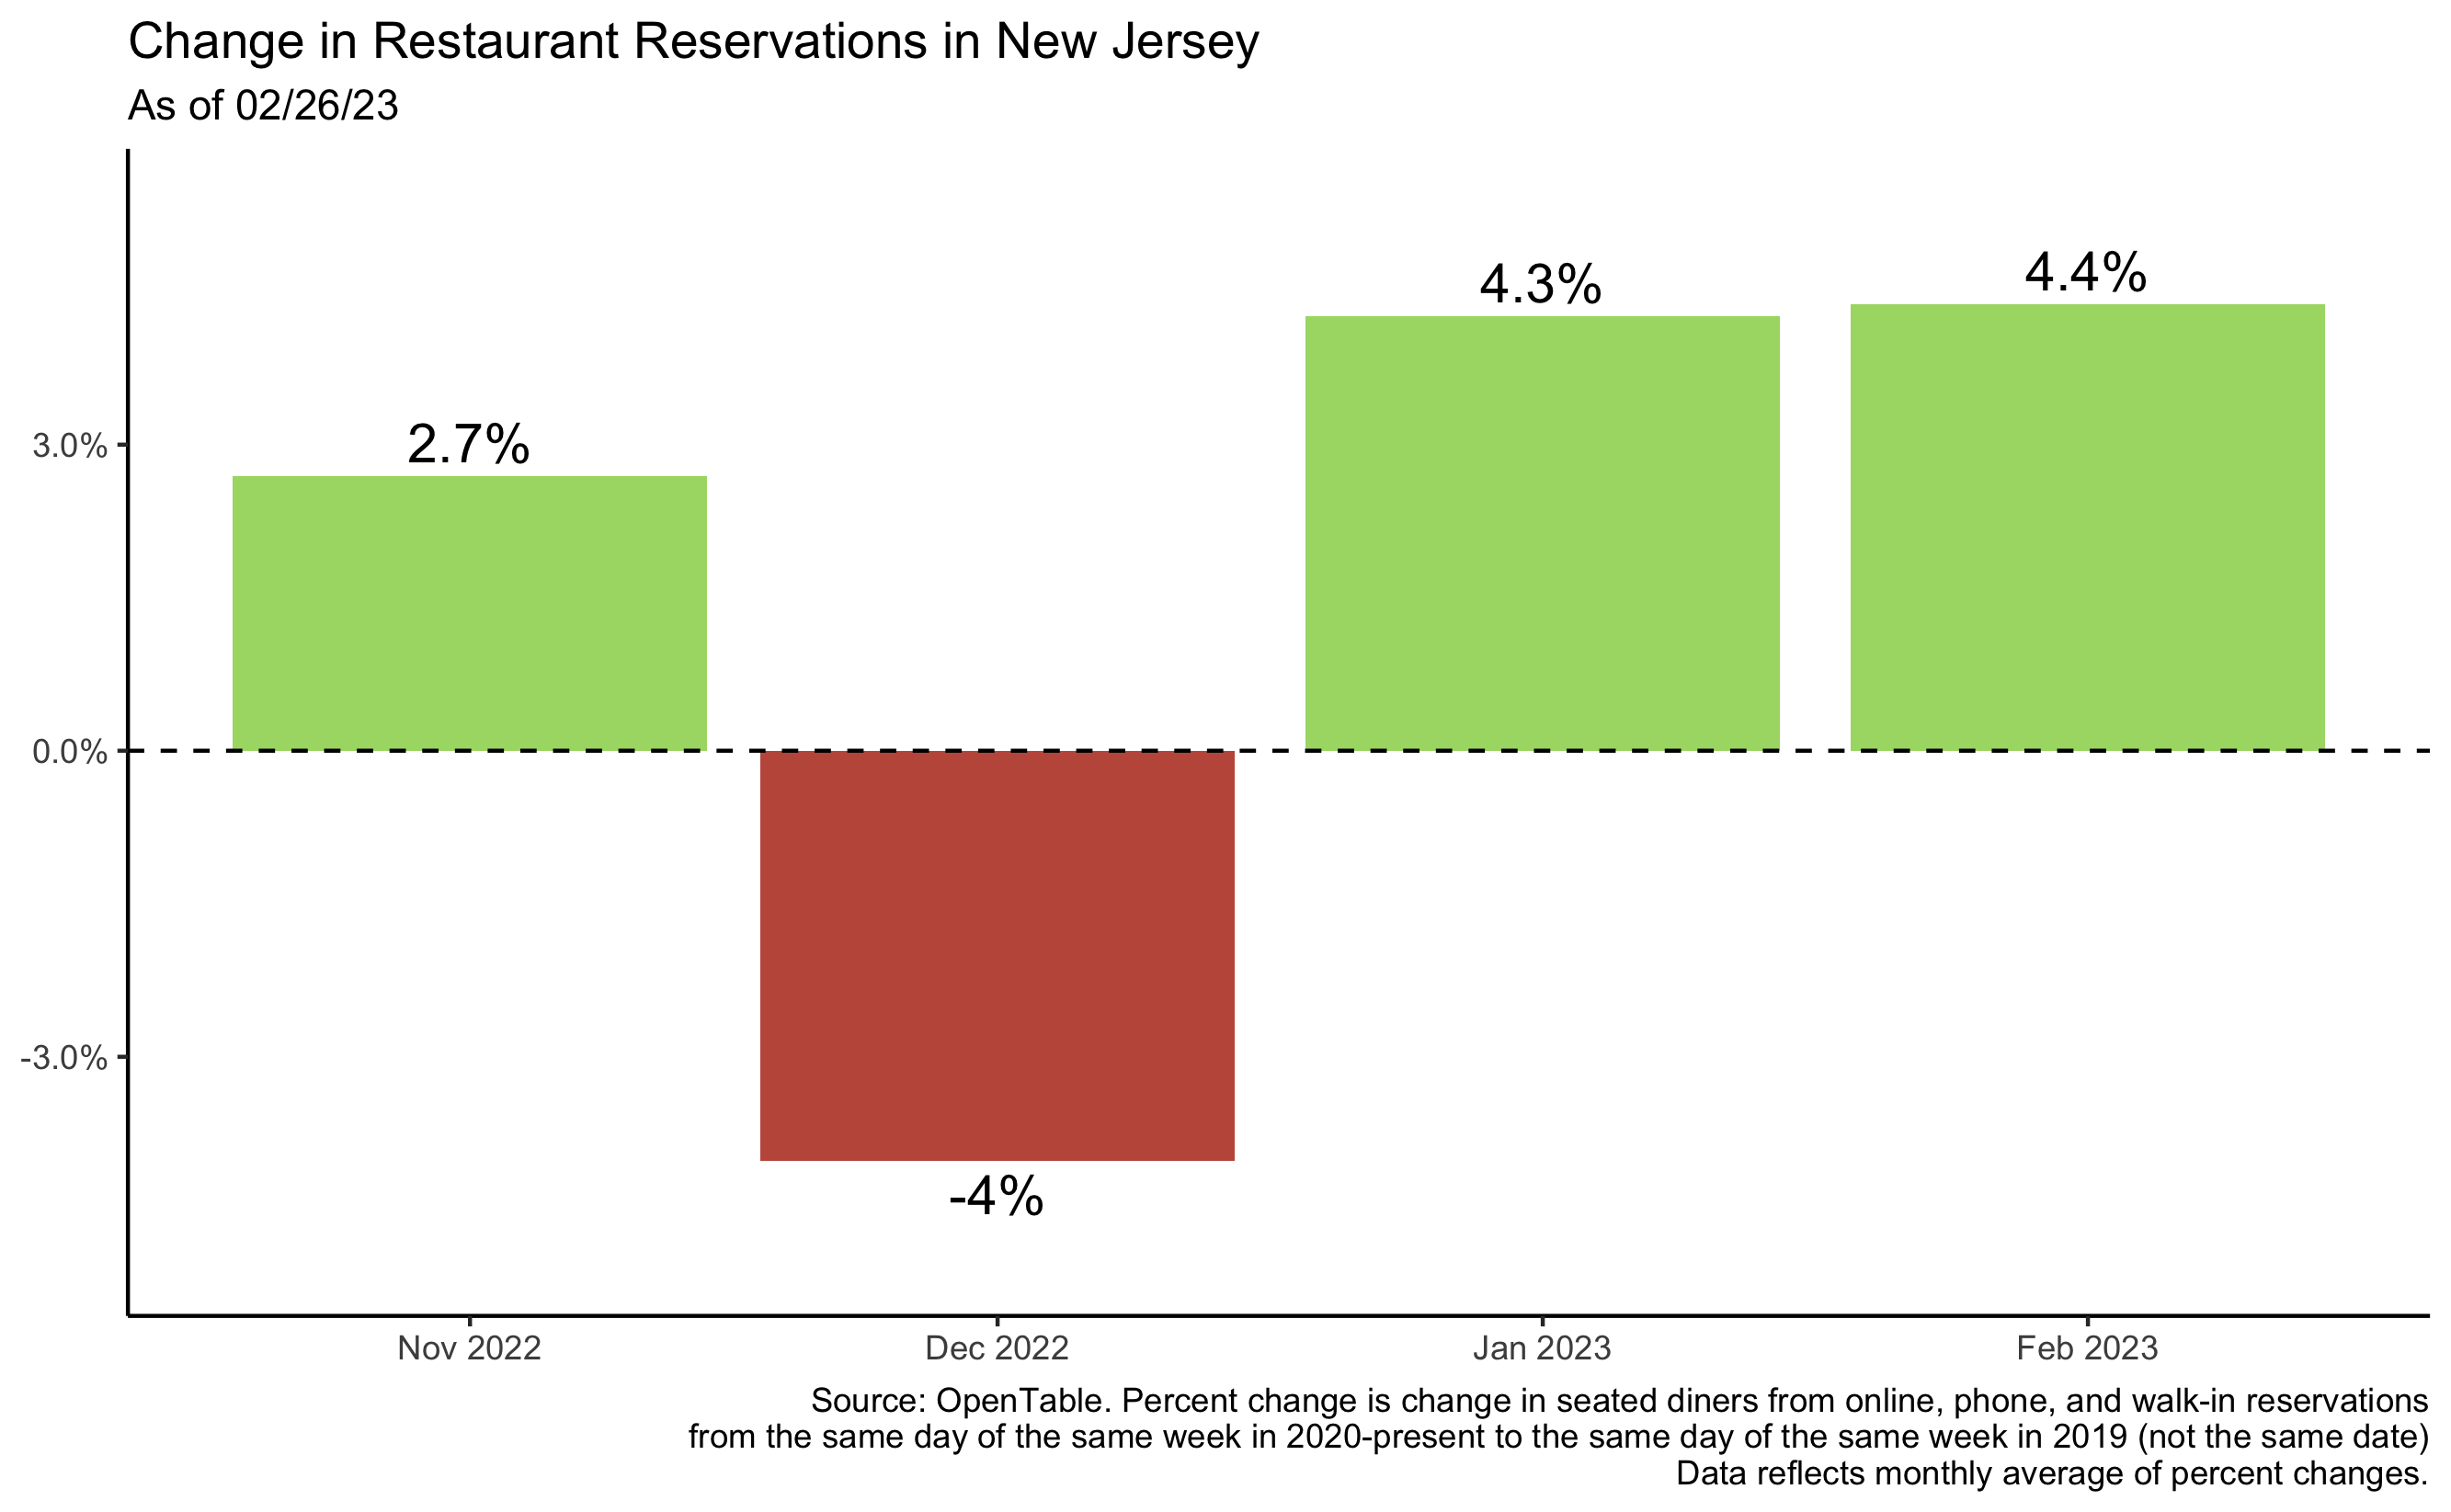 Change in Restaurant Reservations in New Jersey
As of 02/26/23
4.4%
4.3%
2.7%
3.0%
0.0%
-3.0%
-4%
Nov 2022
Dec 2022
Jan 2023
Feb 2023
Source: OpenTable. Percent change is change in seated diners from online, phone, and walk-in reservations
from the same day of the same week in 2020-present to the same day of the same week in 2019 (not the same date)
Data reflects monthly average of percent changes.